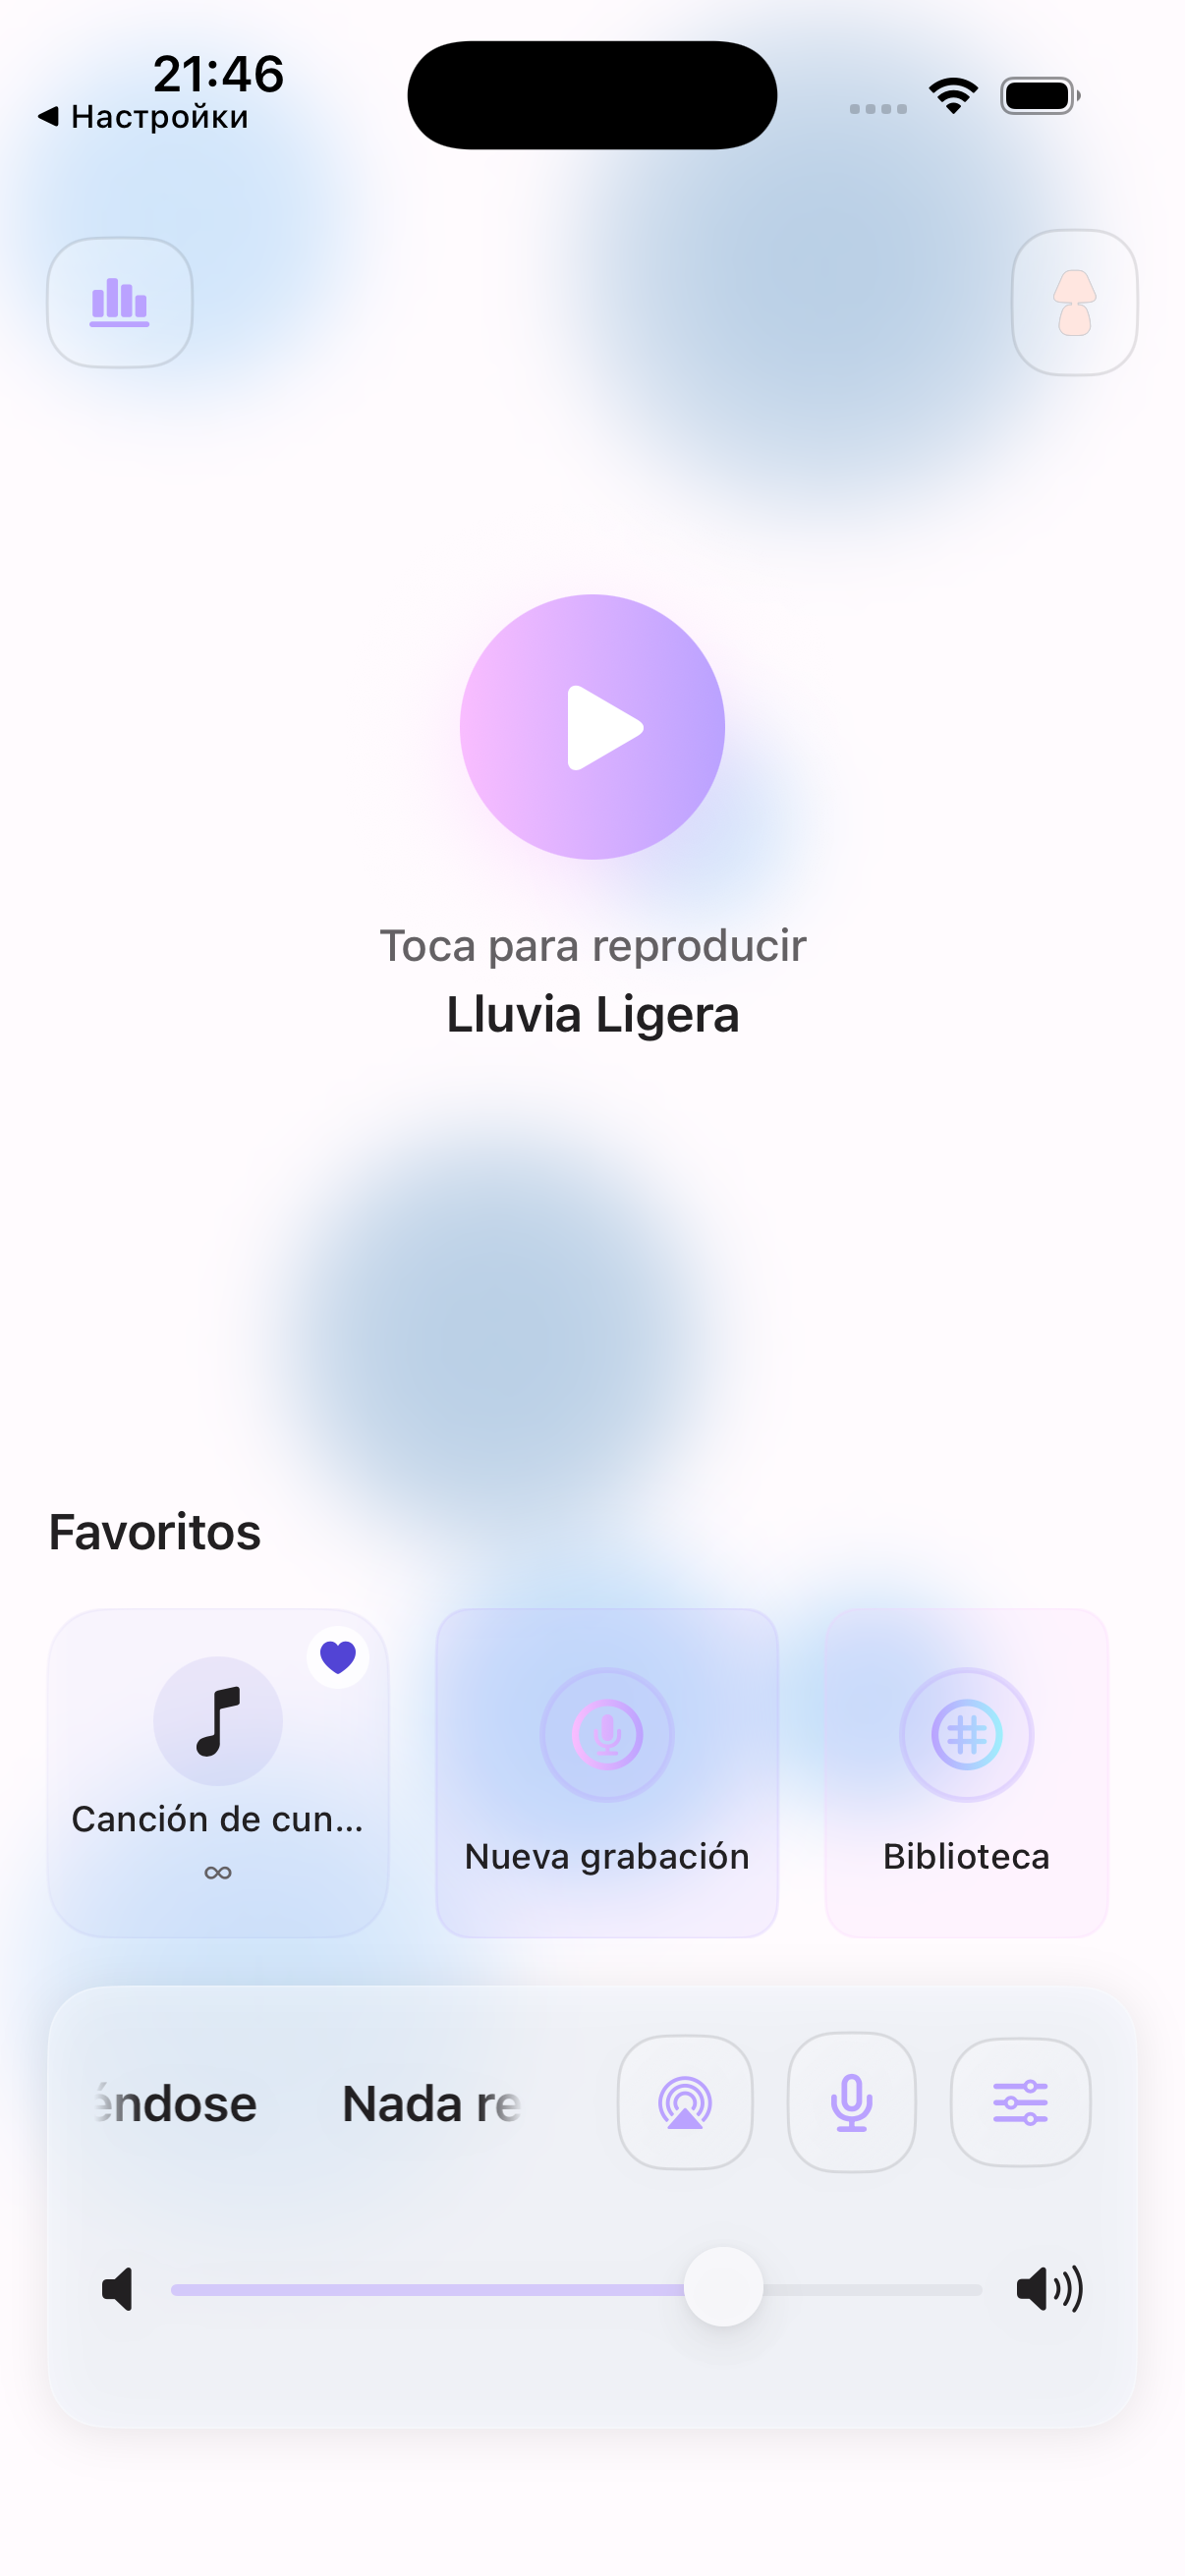 21:46
Настройки
Toca para reproducir
Lluvia Ligera
Favoritos
Canción de cun...
∞
Nueva grabación
Biblioteca
éndose Nada re